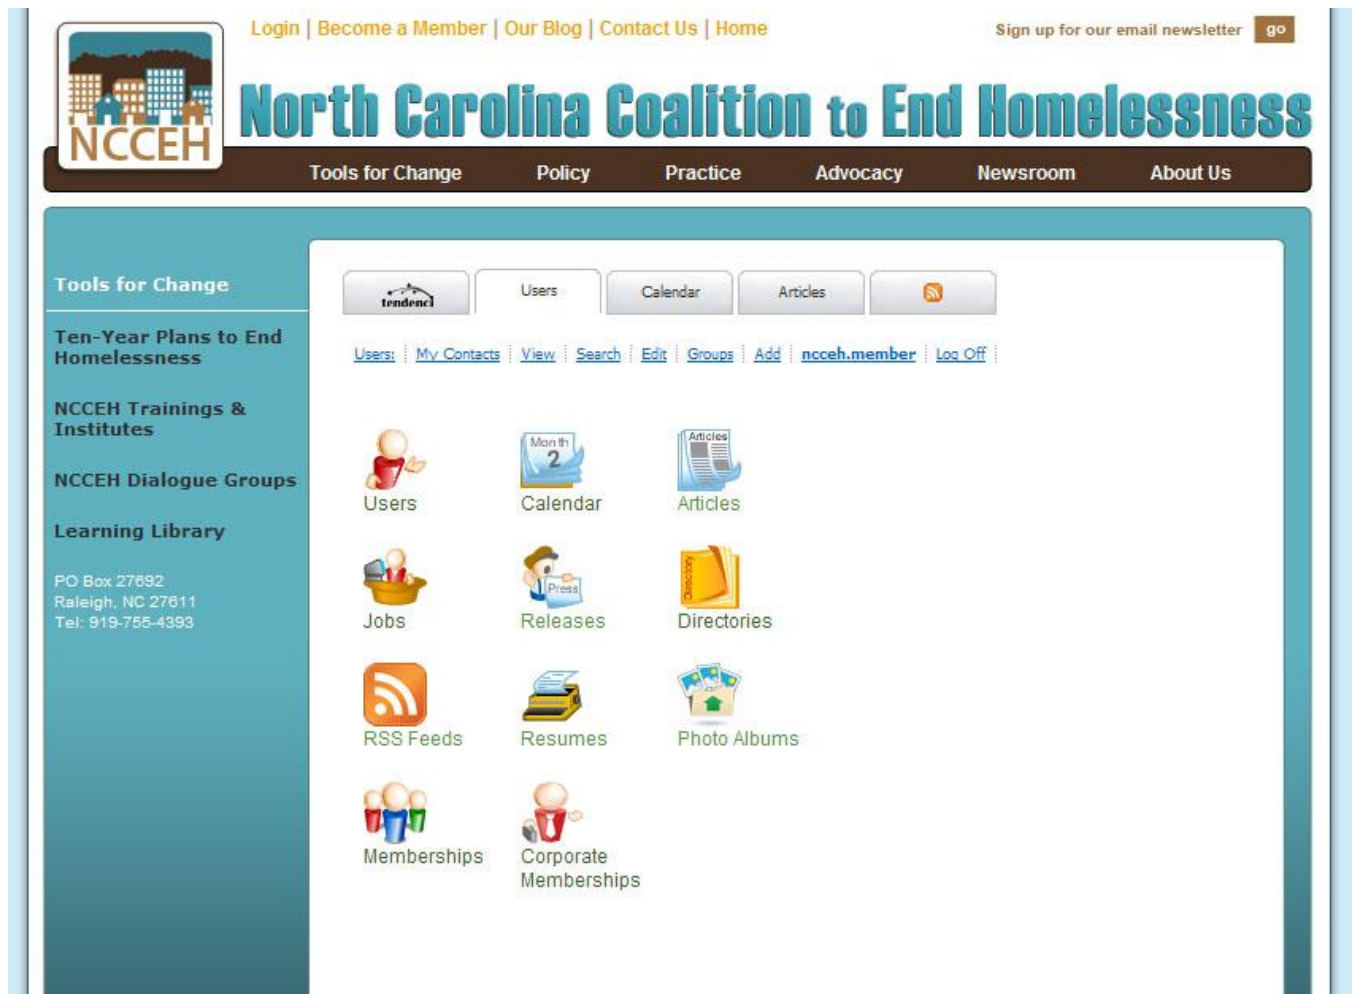 Login | Become a Member | Our Blog | Contact Us | Home
Sign up for our email newsletter go
NCCEH
North Carolina Coalition to End Homelessness
Tools for Change Policy Practice Advocacy Newsroom About Us
Tools for Change
Ten-Year Plans to End
Homelessness
NCCEH Trainings &
Institutes
NCCEH Dialogue Groups
Learning Library
PO Box 27692
Raleigh, NC 27611
Tel: 919-755-4393
tendenci Users Calendar Articles
Users: My Contacts View Search Edit Groups Add ncceh.member Log Off
Month
2
Articles
Users Calendar Articles
Press
Directory
Jobs Releases Directories
RSS Feeds Resumes Photo Albums
Memberships Corporate
Memberships